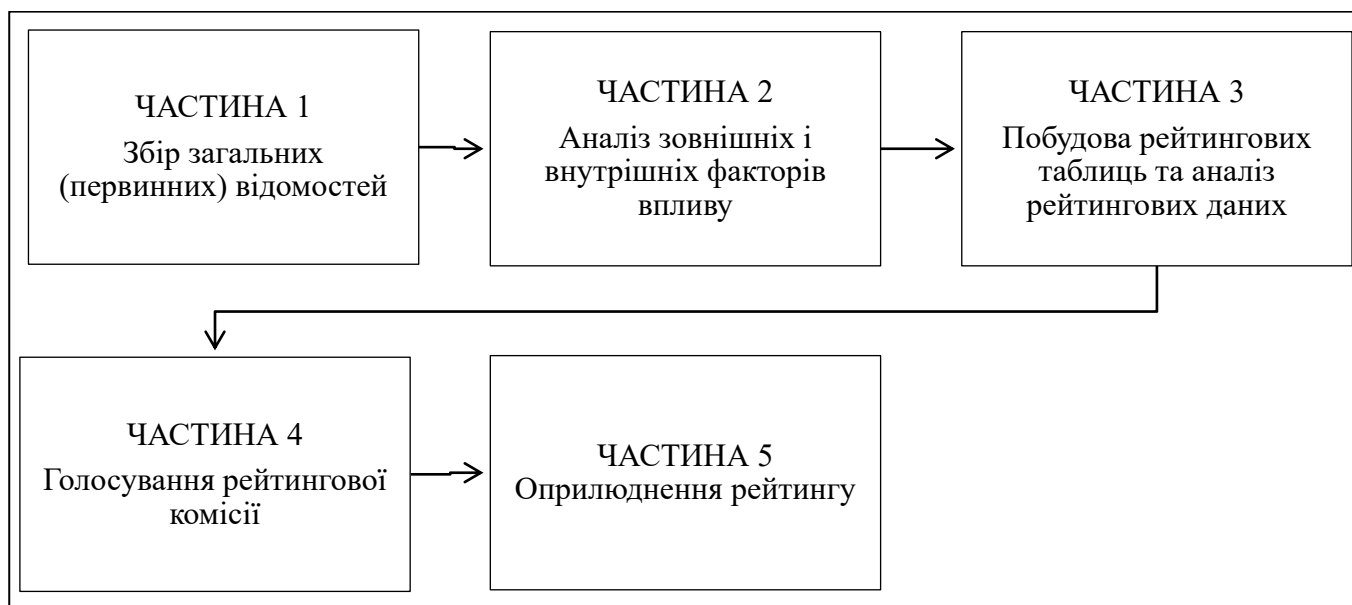 ЧАСТИНА 1
Збір загальних
(первинних) відомостей
ЧАСТИНА 2
Аналіз зовнішніх і
внутрішніх факторів
впливу
ЧАСТИНА 3
Побудова рейтингових
таблиць та аналіз
рейтингових даних
ЧАСТИНА 4
Голосування рейтингової
комісії
ЧАСТИНА 5
Оприлюднення рейтингу